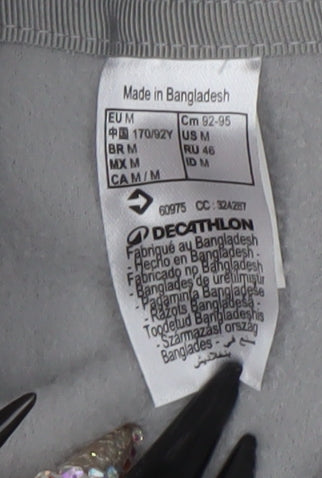 Made in Bangladesh
EU M
Cm 92-95
中国 170/92Y
US M
BR M
RU 46
MX M
ID M
CA M / M
60975 CC : 324287
DECATHLON
Fabriqué au Bangladesh
- Hecho en Bangladesh -
Fabricado no Bangladesh
- Banglades de üretilmiştir
- Pagaminta Bangladeše
- Ražots Bangladešā -
Toodetud Bangladeshis
- Származási ország
Banglades -